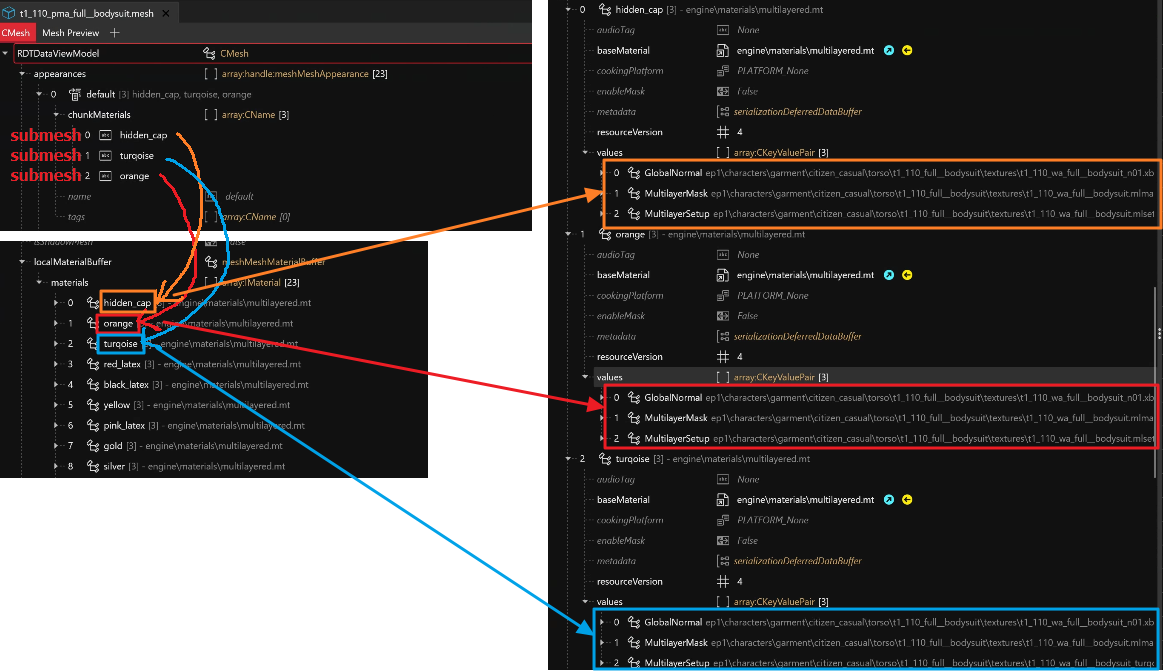 t1_110_pma_full__bodysuit.mesh
CMesh Mesh Preview
RDTDataViewModel CMesh
appearances [ ] array:handle:meshMeshAppearance [23]
0 default [3] hidden_cap, turqoise, orange
chunkMaterials [ ] array:CName [3]
submesh 0 abc hidden_cap
submesh 1 abc turqoise
submesh 2 abc orange
name default
tags [ ] array:CName [0]
localMaterialBuffer meshMeshMaterialBuffer
materials [23]
0 hidden_cap engine\materials\multilayered.mt
1 orange engine\materials\multilayered.mt
2 turqoise engine\materials\multilayered.mt
3 red_latex [3] - engine\materials\multilayered.mt
4 black_latex [3] - engine\materials\multilayered.mt
5 yellow [3] - engine\materials\multilayered.mt
6 pink_latex [3] - engine\materials\multilayered.mt
7 gold [3] - engine\materials\multilayered.mt
8 silver [3] - engine\materials\multilayered.mt
0 hidden_cap [3] - engine\materials\multilayered.mt
audioTag abc None
baseMaterial engine\materials\multilayered.mt
cookingPlatform PLATFORM_None
enableMask False
metadata serializationDeferredDataBuffer
resourceVersion 4
values [ ] array:CKeyValuePair [3]
0 GlobalNormal ep1\characters\garment\citizen_casual\torso\t1_110_full__bodysuit\textures\t1_110_wa_full__bodysuit_n01.xb
1 MultilayerMask ep1\characters\garment\citizen_casual\torso\t1_110_full__bodysuit\textures\t1_110_wa_full__bodysuit.mlma
2 MultilayerSetup ep1\characters\garment\citizen_casual\torso\t1_110_full__bodysuit\textures\t1_110_wa_full__bodysuit.mlset
1 orange [3] - engine\materials\multilayered.mt
audioTag abc None
baseMaterial engine\materials\multilayered.mt
cookingPlatform PLATFORM_None
enableMask False
metadata serializationDeferredDataBuffer
resourceVersion 4
values [ ] array:CKeyValuePair [3]
0 GlobalNormal ep1\characters\garment\citizen_casual\torso\t1_110_full__bodysuit\textures\t1_110_wa_full__bodysuit_n01.xb
1 MultilayerMask ep1\characters\garment\citizen_casual\torso\t1_110_full__bodysuit\textures\t1_110_wa_full__bodysuit.mlma
2 MultilayerSetup ep1\characters\garment\citizen_casual\torso\t1_110_full__bodysuit\textures\t1_110_wa_full__bodysuit.mlset
2 turqoise [3] - engine\materials\multilayered.mt
audioTag abc None
baseMaterial engine\materials\multilayered.mt
cookingPlatform PLATFORM_None
enableMask False
metadata serializationDeferredDataBuffer
resourceVersion 4
values [ ] array:CKeyValuePair [3]
0 GlobalNormal ep1\characters\garment\citizen_casual\torso\t1_110_full__bodysuit\textures\t1_110_wa_full__bodysuit_n01.xb
1 MultilayerMask ep1\characters\garment\citizen_casual\torso\t1_110_full__bodysuit\textures\t1_110_wa_full__bodysuit.mlma
2 MultilayerSetup ep1\characters\garment\citizen_casual\torso\t1_110_full__bodysuit\textures\t1_110_wa_full__bodysuit_turqo